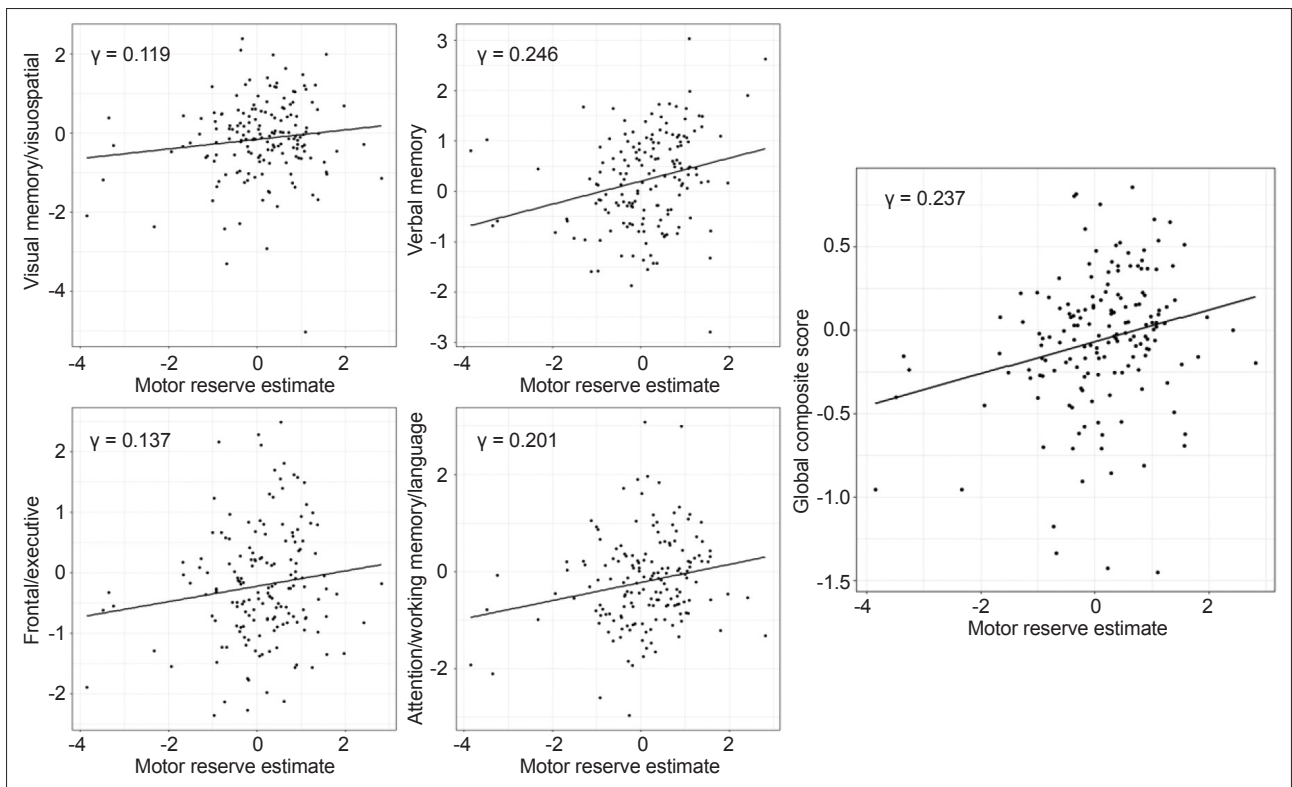 γ = 0.119
Visual memory/visuospatial
2
0
-2
-4
-4
-2
0
2
Motor reserve estimate
γ = 0.246
Verbal memory
3
2
1
0
-1
-2
-3
-4
-2
0
2
Motor reserve estimate
γ = 0.137
Frontal/executive
2
1
0
-1
-2
-4
-2
0
2
Motor reserve estimate
γ = 0.201
Attention/working memory/language
2
0
-2
-4
-2
0
2
Motor reserve estimate
γ = 0.237
Global composite score
0.5
0.0
-0.5
-1.0
-1.5
-4
-2
0
2
Motor reserve estimate